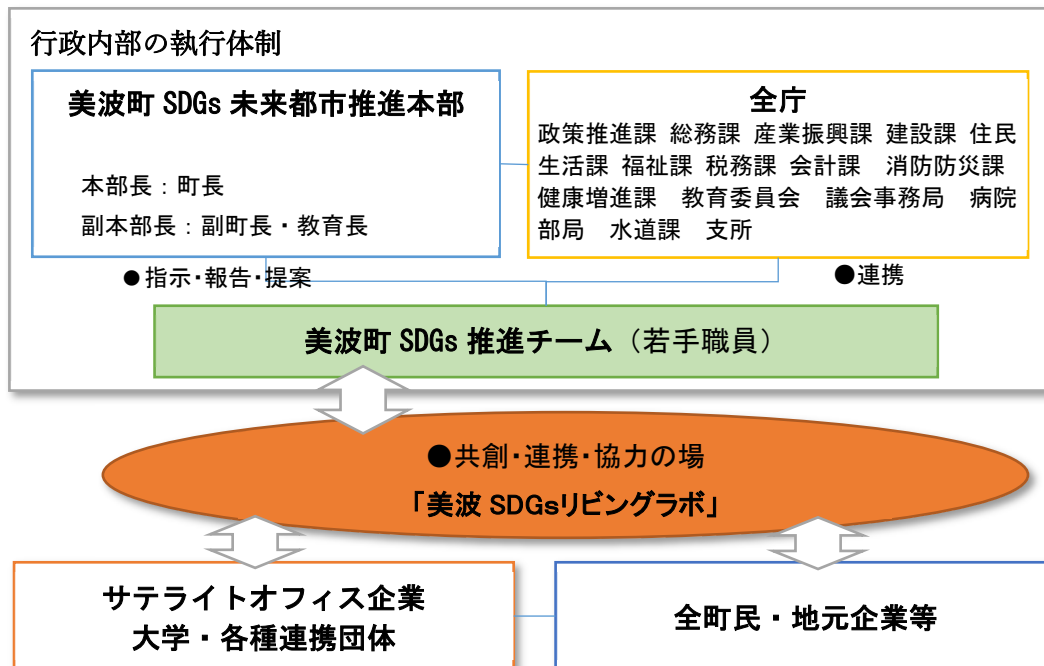 行政内部の執行体制
美波町 SDGs 未来都市推進本部
本部長：町長
副本部長：副町長・教育長
全庁
政策推進課 総務課 産業振興課 建設課 住民
生活課 福祉課 税務課 会計課 消防防災課
健康増進課 教育委員会 議会事務局 病院
部局 水道課 支所
●指示･報告･提案
●連携
美波町 SDGs 推進チーム（若手職員）
●共創･連携･協力の場
「美波 SDGsリビングラボ」
サテライトオフィス企業
大学・各種連携団体
全町民・地元企業等